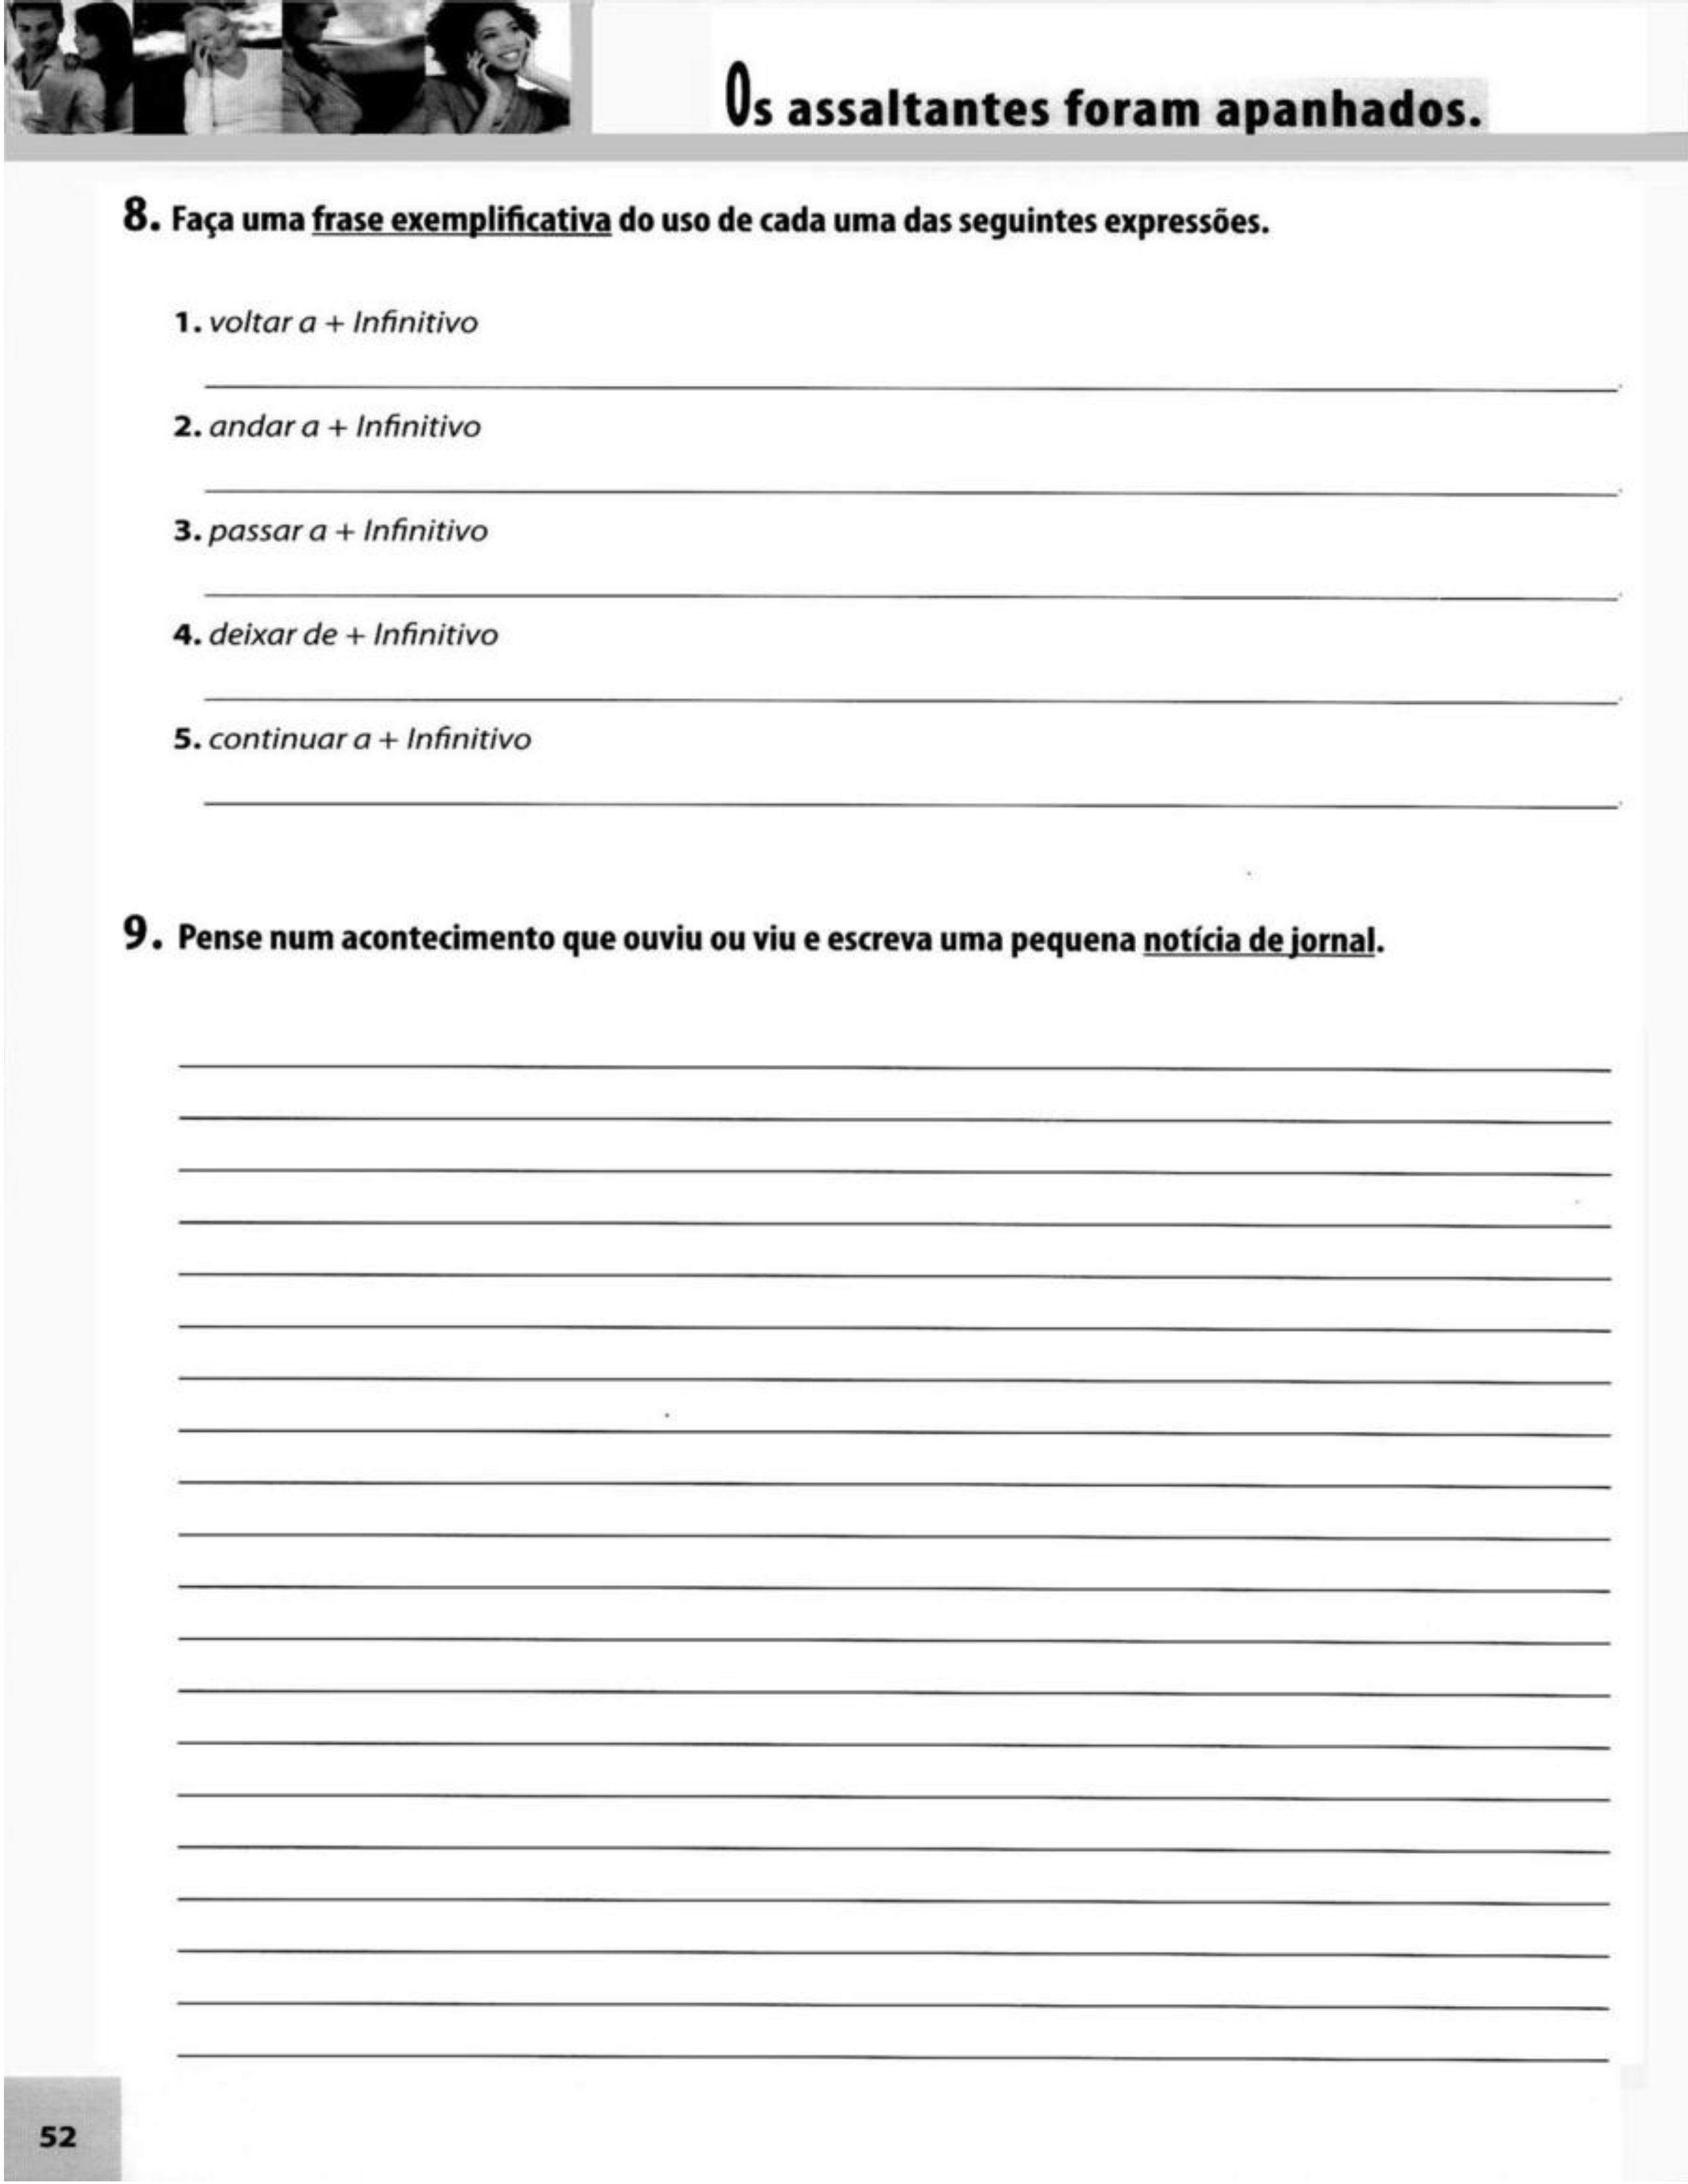 Os assaltantes foram apanhados.
8. Faça uma frase exemplificativa do uso de cada uma das seguintes expressões.
1. voltar a + Infinitivo
2. andar a + Infinitivo
3. passar a + Infinitivo
4. deixar de + Infinitivo
5. continuar a + Infinitivo
9. Pense num acontecimento que ouviu ou viu e escreva uma pequena notícia de jornal.
52